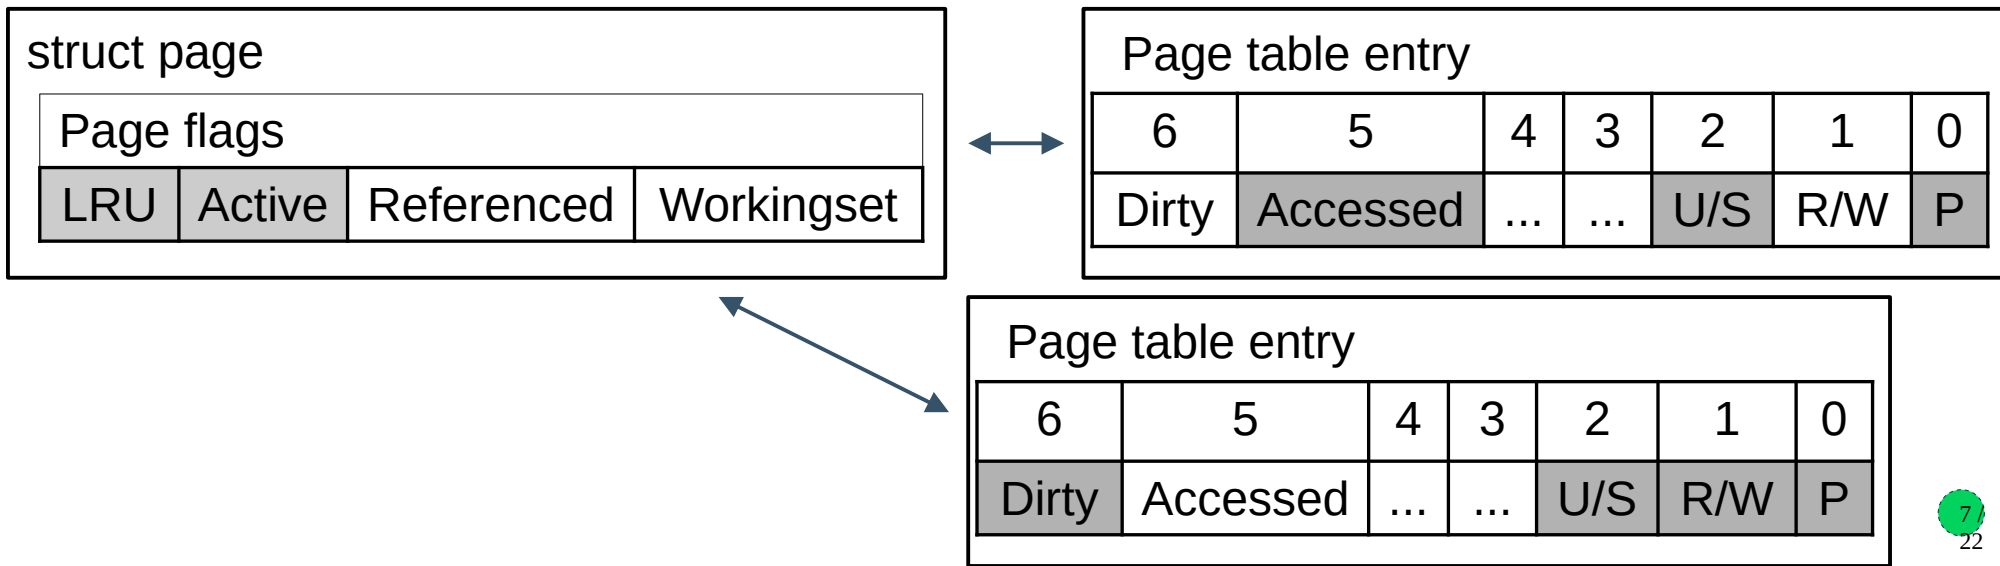 struct page
Page flags
LRU Active Referenced Workingset
Page table entry
6 5 4 3 2 1 0
Dirty Accessed ... ... U/S R/W P
Page table entry
6 5 4 3 2 1 0
Dirty Accessed ... ... U/S R/W P
7 /
22